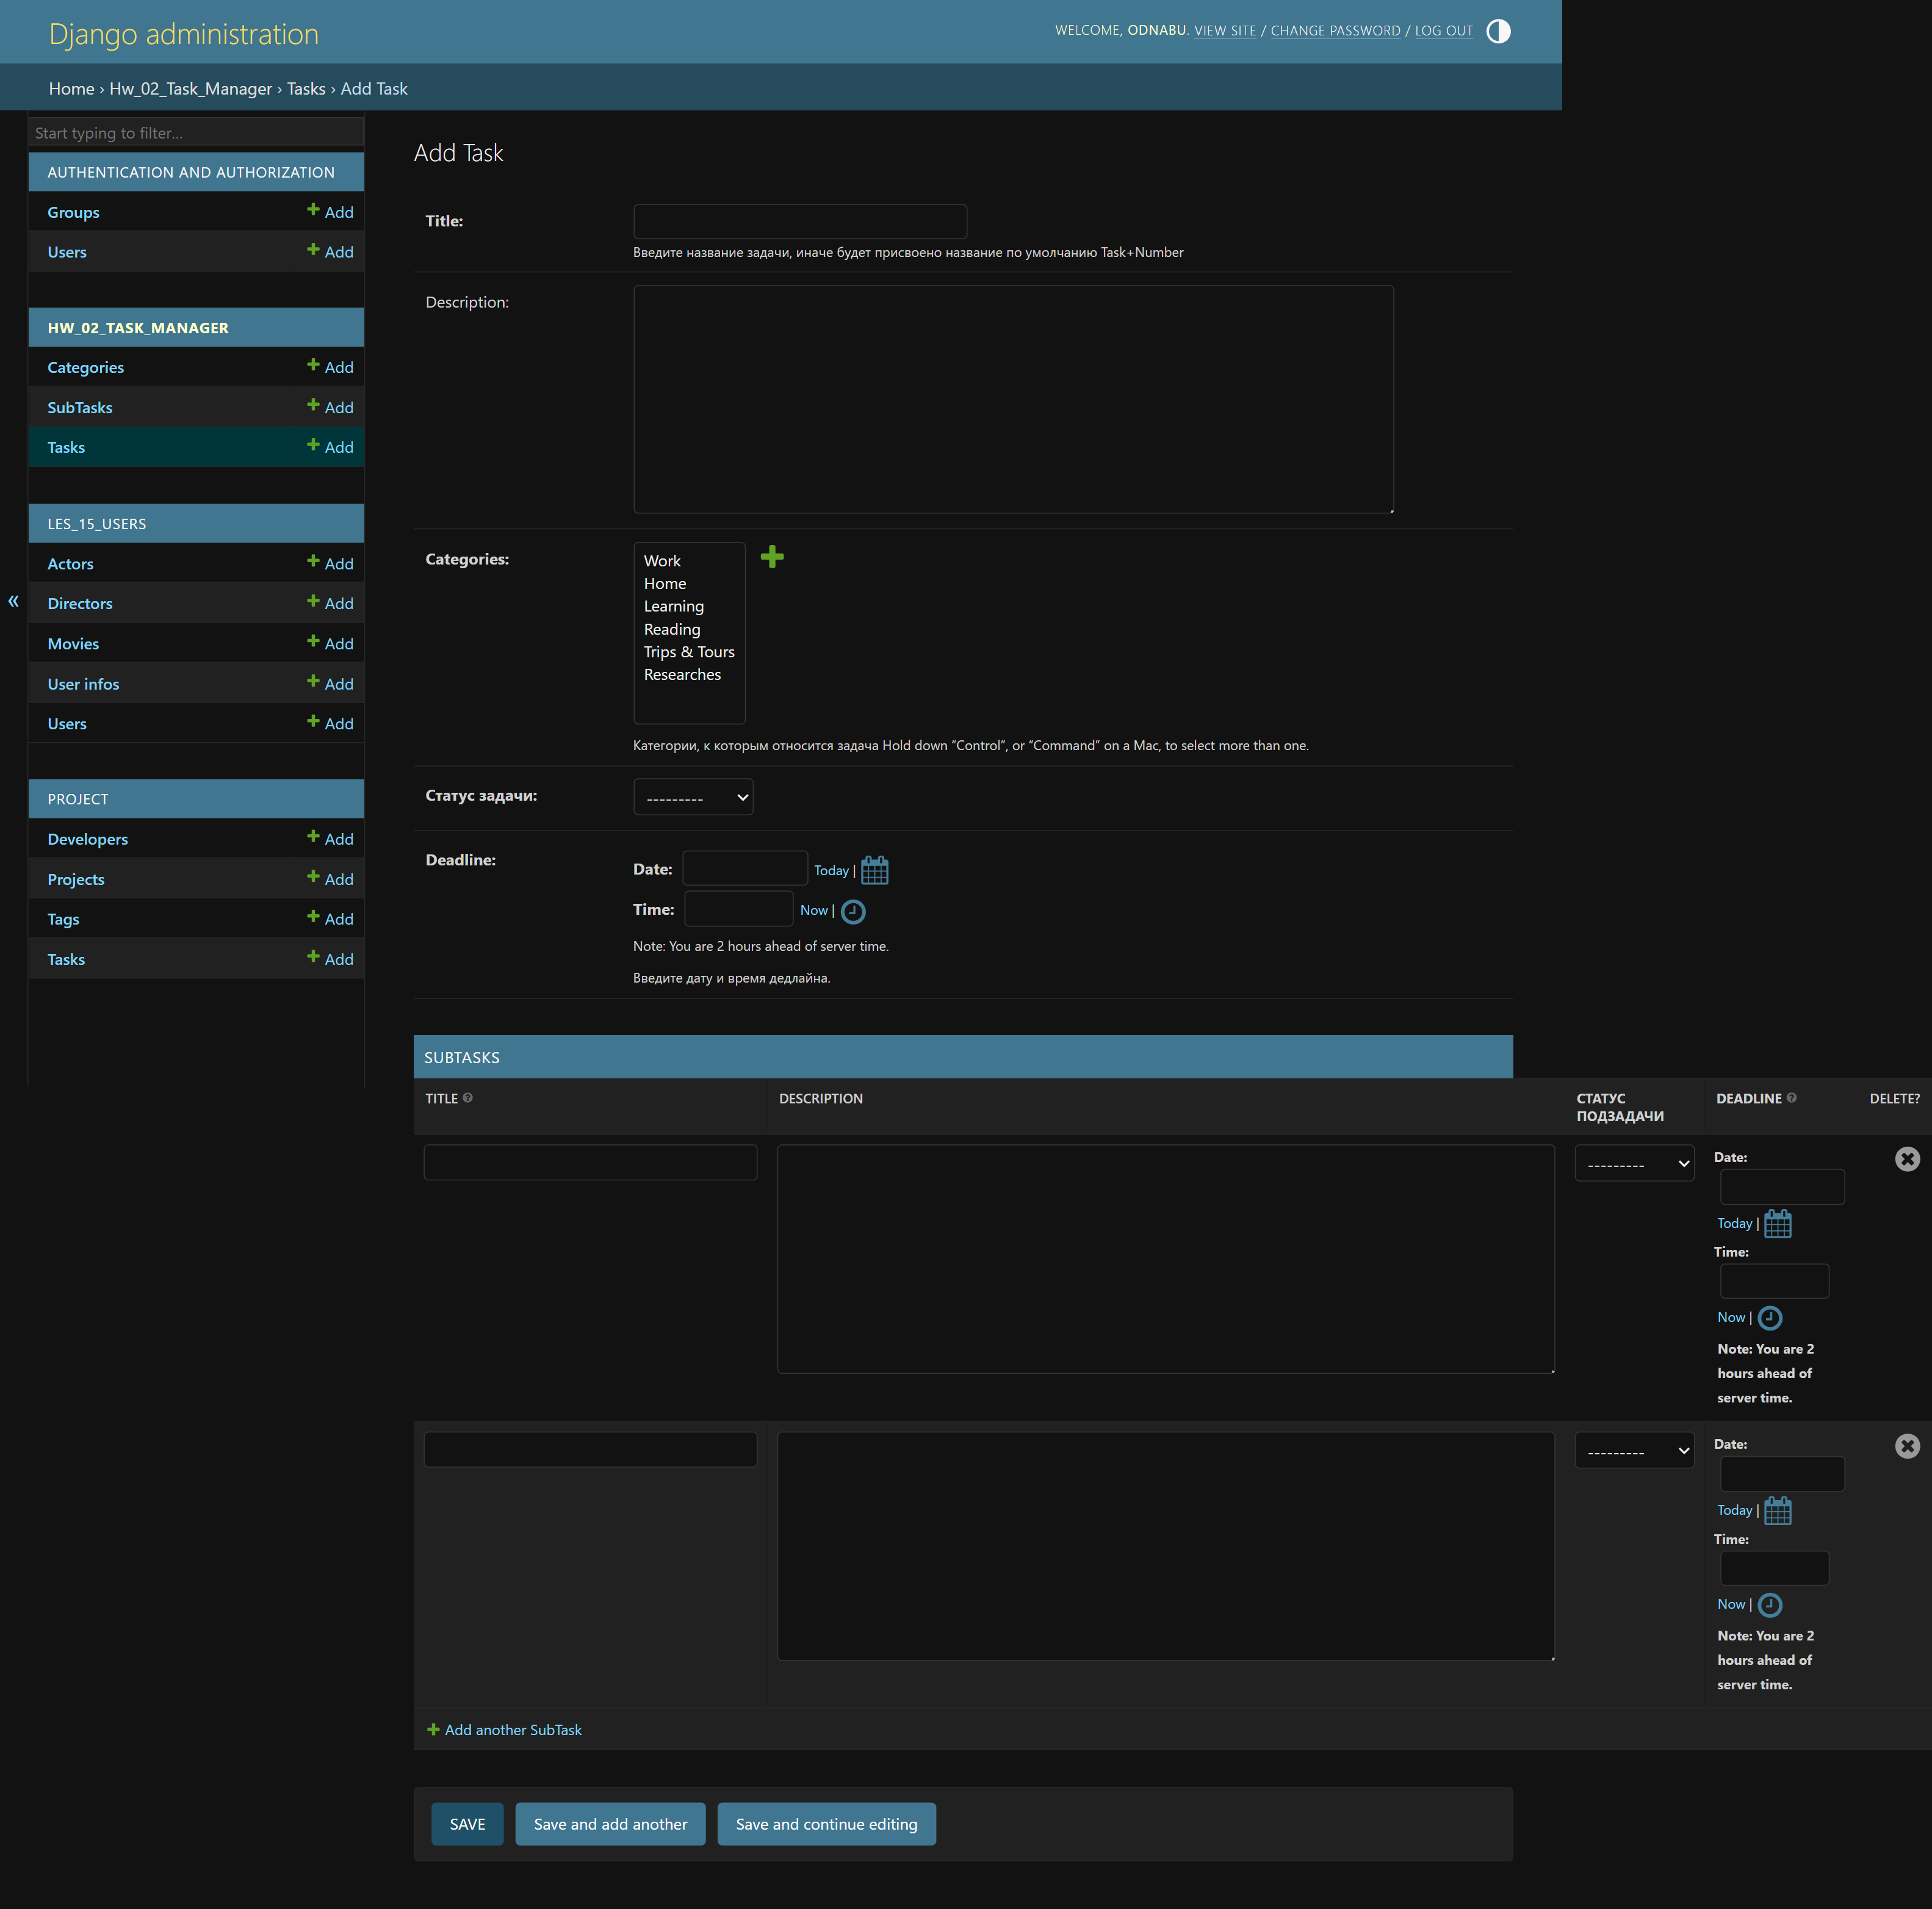 Django administration
WELCOME, ODNABU. VIEW SITE / CHANGE PASSWORD / LOG OUT
Home › Hw_02_Task_Manager › Tasks › Add Task
Start typing to filter...
AUTHENTICATION AND AUTHORIZATION
Groups Add
Users Add
HW_02_TASK_MANAGER
Categories Add
SubTasks Add
Tasks Add
LES_15_USERS
Actors Add
Directors Add
Movies Add
User infos Add
Users Add
PROJECT
Developers Add
Projects Add
Tags Add
Tasks Add
«
Add Task
Title:
Введите название задачи, иначе будет присвоено название по умолчанию Task+Number
Description:
Categories:
Work
Home
Learning
Reading
Trips & Tours
Researches
Категории, к которым относится задача Hold down “Control”, or “Command” on a Mac, to select more than one.
Статус задачи: ---------
Deadline:
Date: Today |
Time: Now |
Note: You are 2 hours ahead of server time.
Введите дату и время дедлайна.
SUBTASKS
TITLE DESCRIPTION СТАТУС ПОДЗАДАЧИ DEADLINE DELETE?
---------
Date:
Today |
Time:
Now |
Note: You are 2
hours ahead of
server time.
---------
Date:
Today |
Time:
Now |
Note: You are 2
hours ahead of
server time.
Add another SubTask
SAVE Save and add another Save and continue editing